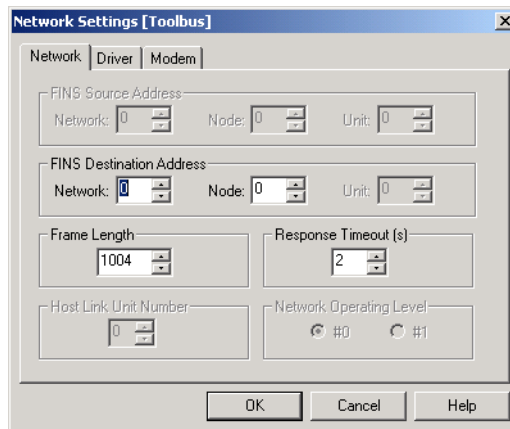 Network Settings [Toolbus]
Network Driver Modem
FINS Source Address
Network: 0 Node: 0 Unit: 0
FINS Destination Address
Network: 0 Node: 0 Unit: 0
Frame Length Response Timeout (s)
1004 2
Host Link Unit Number Network Operating Level
0 #0 #1
OK Cancel Help